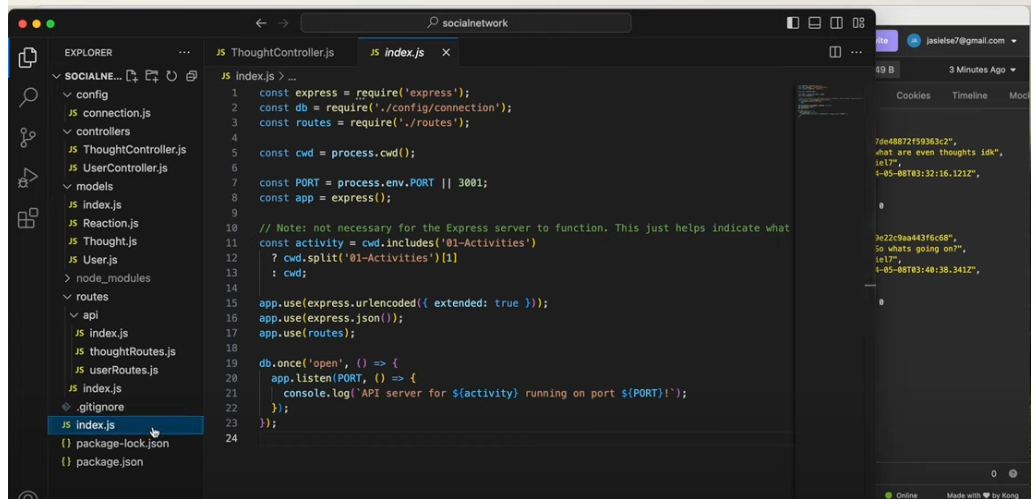 socialnetwork
EXPLORER
SOCIALNE...
config
JS connection.js
controllers
JS ThoughtController.js
JS UserController.js
models
JS index.js
JS Reaction.js
JS Thought.js
JS User.js
node_modules
routes
api
JS index.js
JS thoughtRoutes.js
JS userRoutes.js
JS index.js
.gitignore
JS index.js
{} package-lock.json
{} package.json
JS ThoughtController.js
JS index.js
JS index.js > ...
1 const express = require('express');
2 const db = require('./config/connection');
3 const routes = require('./routes');
4
5 const cwd = process.cwd();
6
7 const PORT = process.env.PORT || 3001;
8 const app = express();
9
10 // Note: not necessary for the Express server to function. This just helps indicate what
11 const activity = cwd.includes('01-Activities')
12 ? cwd.split('01-Activities')[1]
13 : cwd;
14
15 app.use(express.urlencoded({ extended: true }));
16 app.use(express.json());
17 app.use(routes);
18
19 db.once('open', () => {
20 app.listen(PORT, () => {
21 console.log(`API server for ${activity} running on port ${PORT}!`);
22 });
23 });
24
jasielse7@gmail.com
49 B
3 Minutes Ago
Cookies Timeline Mock
7de48872f59363c2",
what are even thoughts idk",
iel7",
4-05-08T03:32:16.121Z",
0
9e22c9aa443f6c68",
So whats going on?",
iel7",
4-05-08T03:40:38.341Z",
0
0
Online
Made with ♥ by Kong